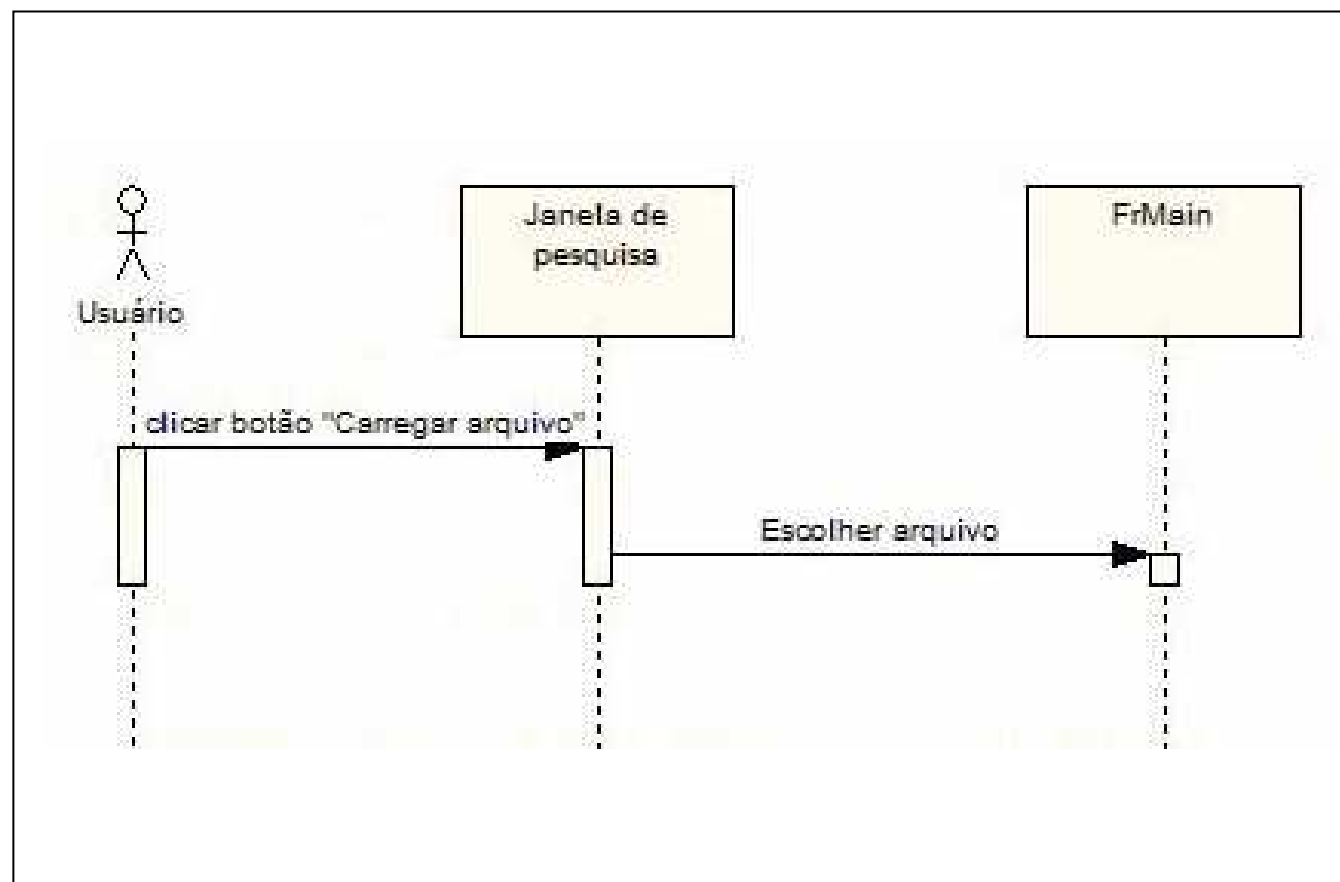 Usuário
Janela de
pesquisa
FrMain
clicar botão "Carregar arquivo"
Escolher arquivo